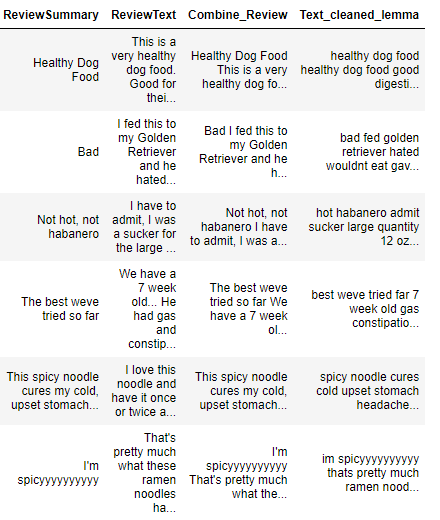 ReviewSummary ReviewText Combine_Review Text_cleaned_lemma
Healthy Dog
Food
This is a
very healthy
dog food.
Good for
thei...
Healthy Dog Food
This is a very
healthy dog fo...
healthy dog food
healthy dog food good
digesti...
Bad
I fed this to
my Golden
Retriever
and he
hated...
Bad I fed this to
my Golden
Retriever and he
h...
bad fed golden
retriever hated
wouldnt eat gav...
Not hot, not
habanero
I have to
admit, I was
a sucker for
the large ...
Not hot, not
habanero I have
to admit, I was a...
hot habanero admit
sucker large quantity
12 oz...
The best weve
tried so far
We have a
7 week
old... He
had gas
and
constip...
The best weve
tried so far We
have a 7 week
ol...
best weve tried far 7
week old gas
constipatio...
This spicy noodle
cures my cold,
upset stomach...
I love this
noodle and
have it once
or twice a...
This spicy noodle
cures my cold,
upset stomach...
spicy noodle cures
cold upset stomach
headache...
I'm
spicyyyyyyyyyy
That's
pretty much
what these
ramen
noodles
ha...
I'm
spicyyyyyyyyyy
That's pretty much
what the...
im spicyyyyyyyyyy
thats pretty much
ramen nood...